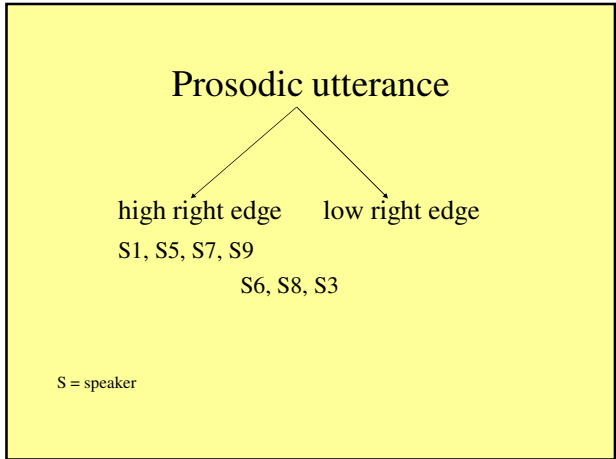 Prosodic utterance
high right edge low right edge
S1, S5, S7, S9
S6, S8, S3
S = speaker